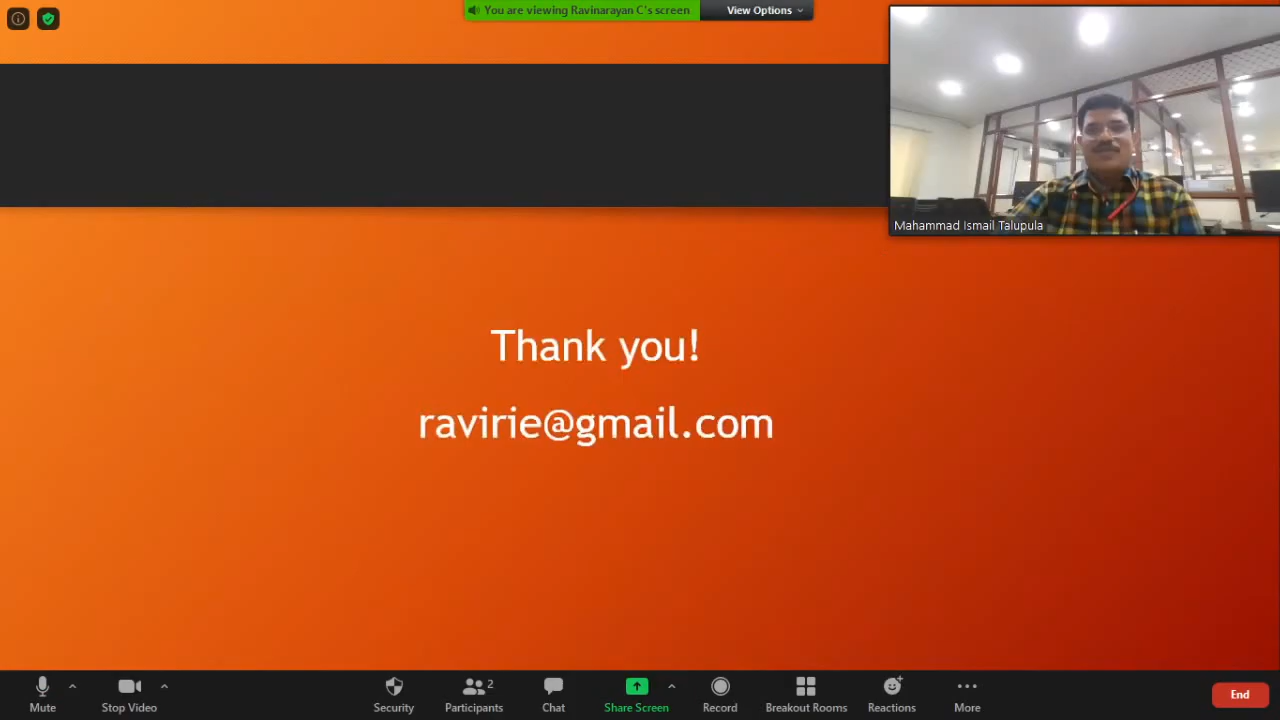 You are viewing Ravinarayan C's screen
View Options
Mahammad Ismail Talupula
Thank you!
ravirie@gmail.com
Mute
Stop Video
Security
Participants
2
Chat
Share Screen
Record
Breakout Rooms
Reactions
More
End